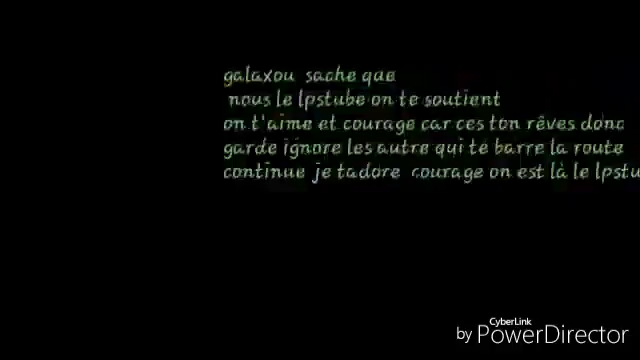 galaxou sache que
nous le lpstube on te soutient
on t'aime et courage car ces ton rêves donc
garde ignore les autre qui te barre la route
continue je tadore courage on est là le lpstu
CyberLink
by PowerDirector